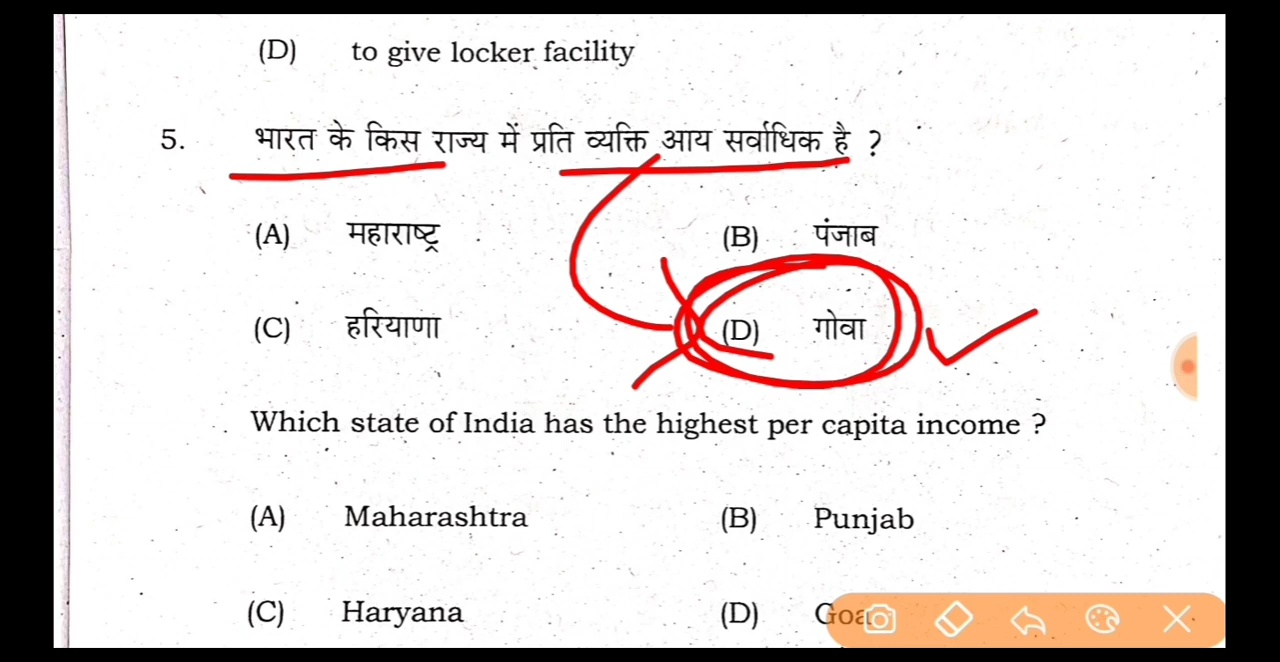 (D) to give locker facility
5. भारत के किस राज्य में प्रति व्यक्ति आय सर्वाधिक है ?
(A) महाराष्ट्र (B) पंजाब
(C) हरियाणा (D) गोवा
Which state of India has the highest per capita income ?
(A) Maharashtra (B) Punjab
(C) Haryana (D) Goa